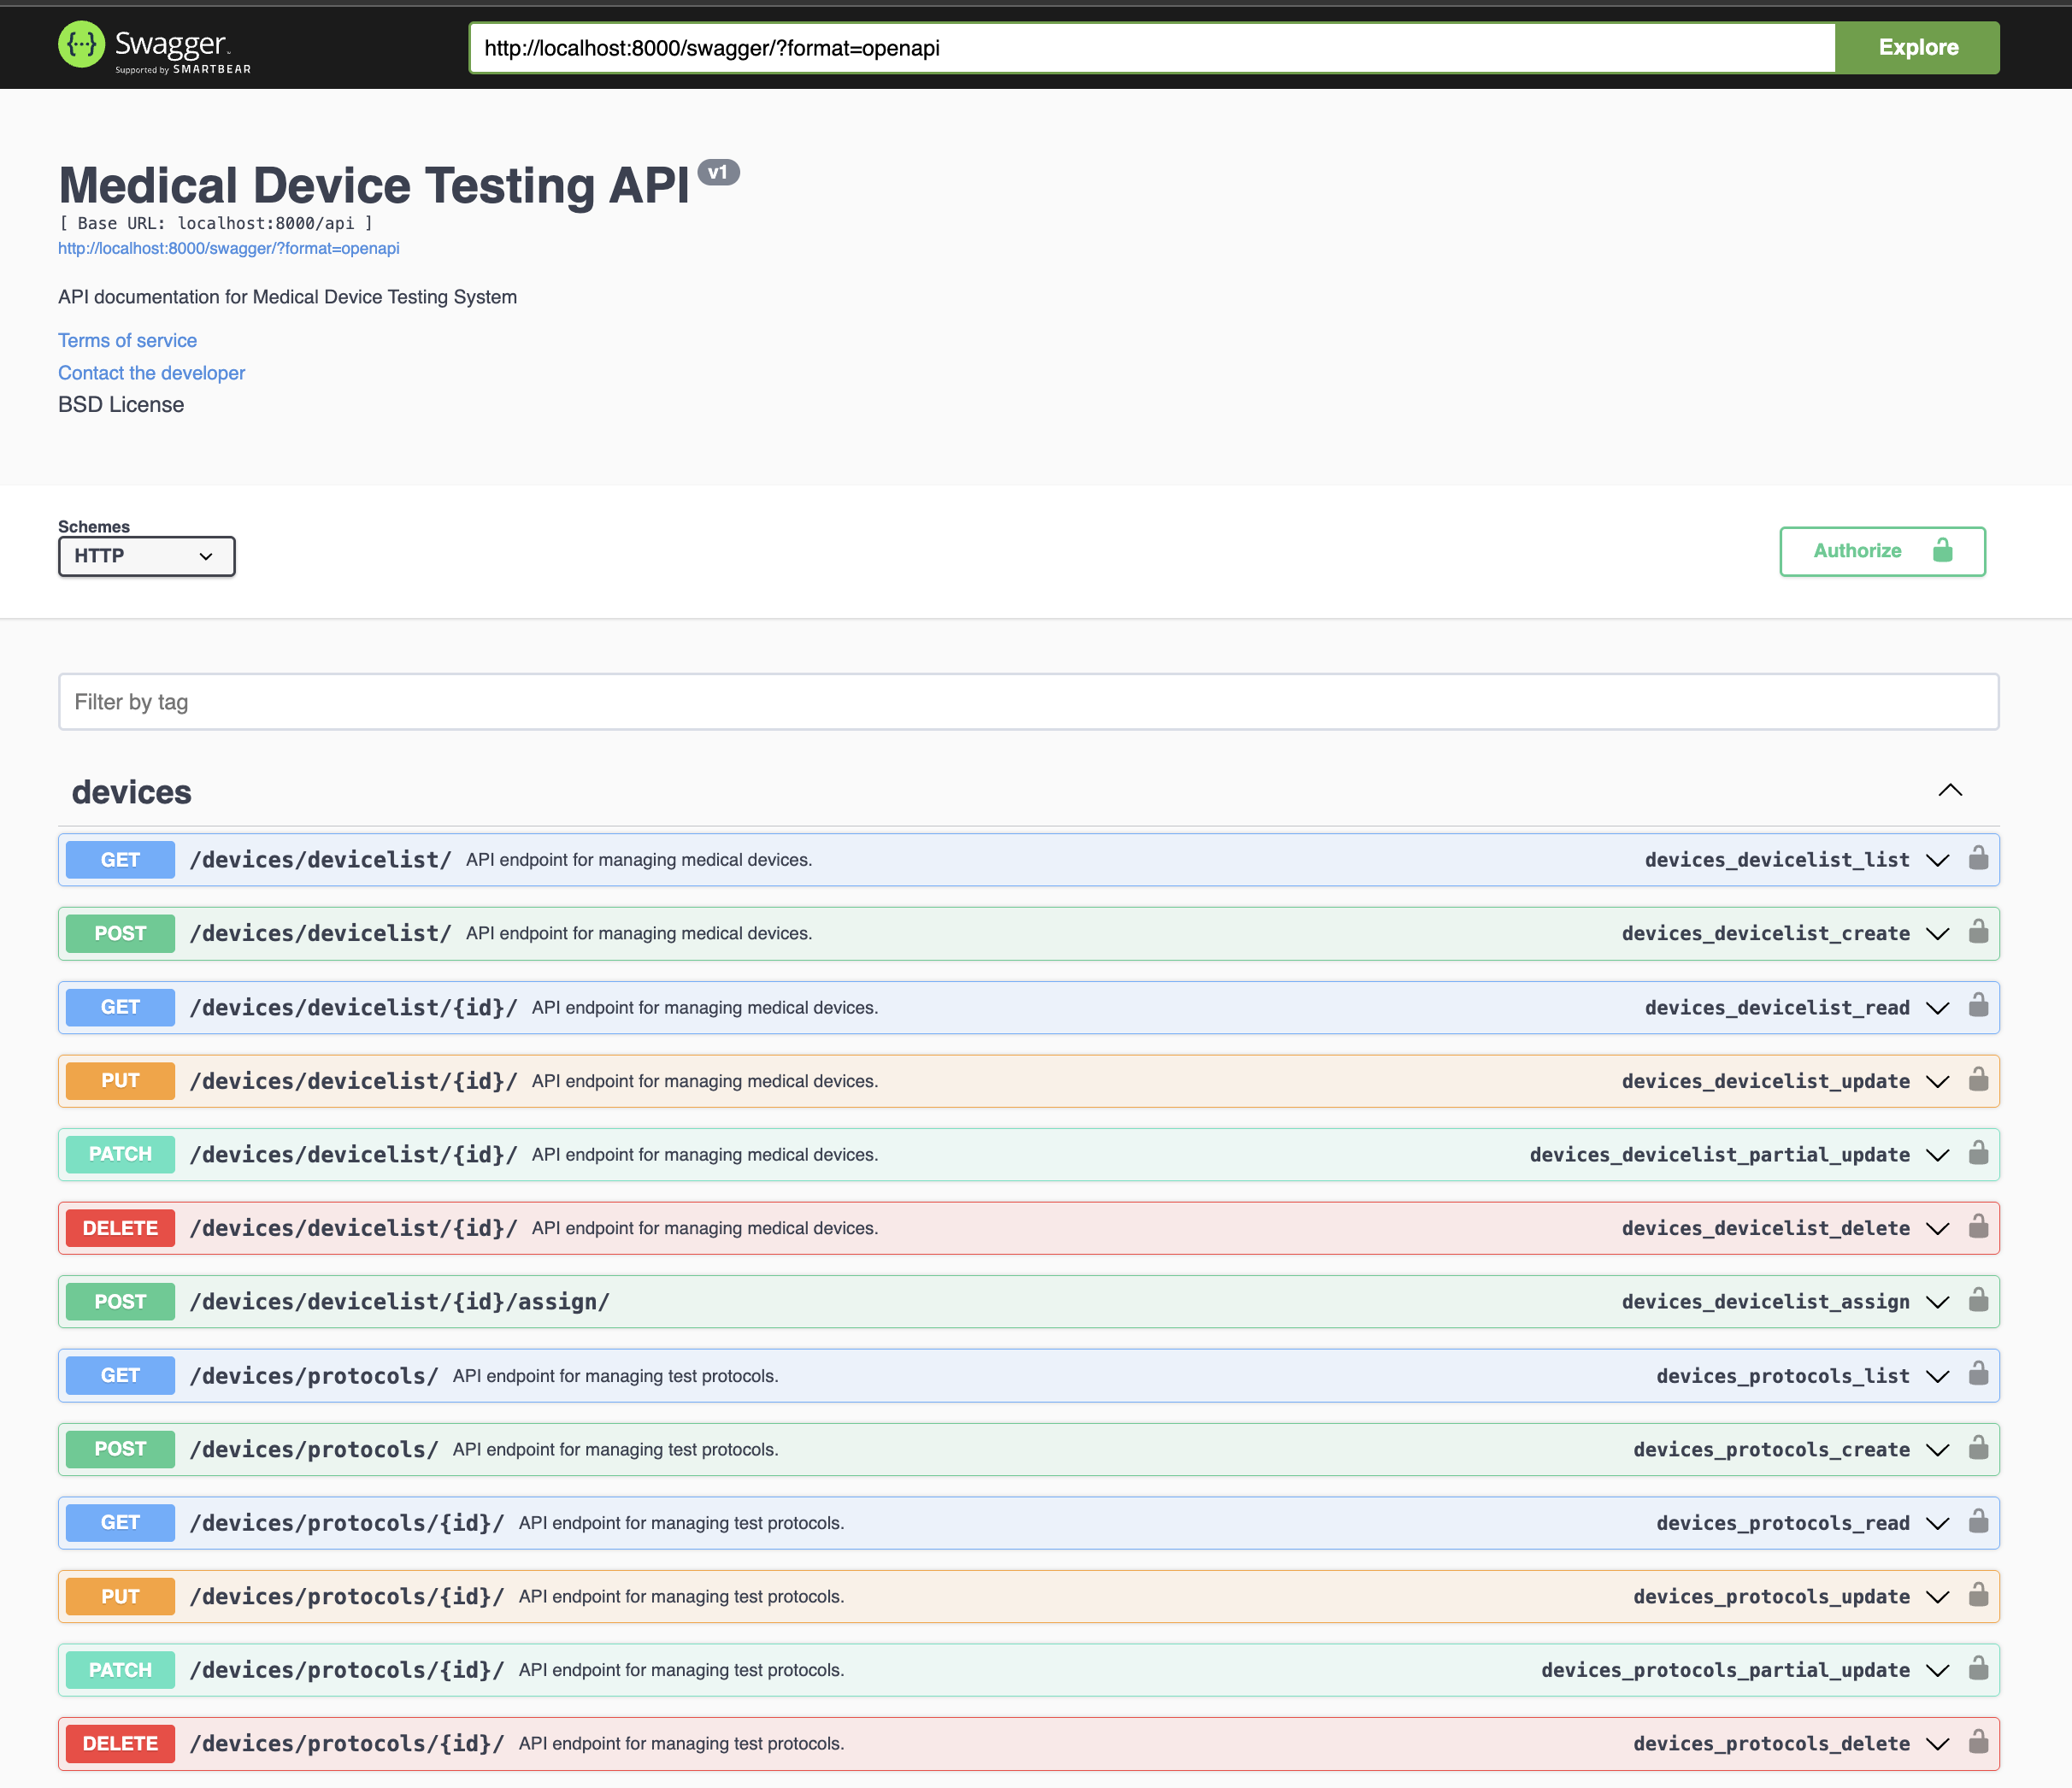 Swagger
Supported by SMARTBEAR
http://localhost:8000/swagger/?format=openapi
Explore
Medical Device Testing API v1
[ Base URL: localhost:8000/api ]
http://localhost:8000/swagger/?format=openapi
API documentation for Medical Device Testing System
Terms of service
Contact the developer
BSD License
Schemes
HTTP
Authorize
Filter by tag
devices
GET /devices/devicelist/ API endpoint for managing medical devices. devices_devicelist_list
POST /devices/devicelist/ API endpoint for managing medical devices. devices_devicelist_create
GET /devices/devicelist/{id}/ API endpoint for managing medical devices. devices_devicelist_read
PUT /devices/devicelist/{id}/ API endpoint for managing medical devices. devices_devicelist_update
PATCH /devices/devicelist/{id}/ API endpoint for managing medical devices. devices_devicelist_partial_update
DELETE /devices/devicelist/{id}/ API endpoint for managing medical devices. devices_devicelist_delete
POST /devices/devicelist/{id}/assign/ devices_devicelist_assign
GET /devices/protocols/ API endpoint for managing test protocols. devices_protocols_list
POST /devices/protocols/ API endpoint for managing test protocols. devices_protocols_create
GET /devices/protocols/{id}/ API endpoint for managing test protocols. devices_protocols_read
PUT /devices/protocols/{id}/ API endpoint for managing test protocols. devices_protocols_update
PATCH /devices/protocols/{id}/ API endpoint for managing test protocols. devices_protocols_partial_update
DELETE /devices/protocols/{id}/ API endpoint for managing test protocols. devices_protocols_delete